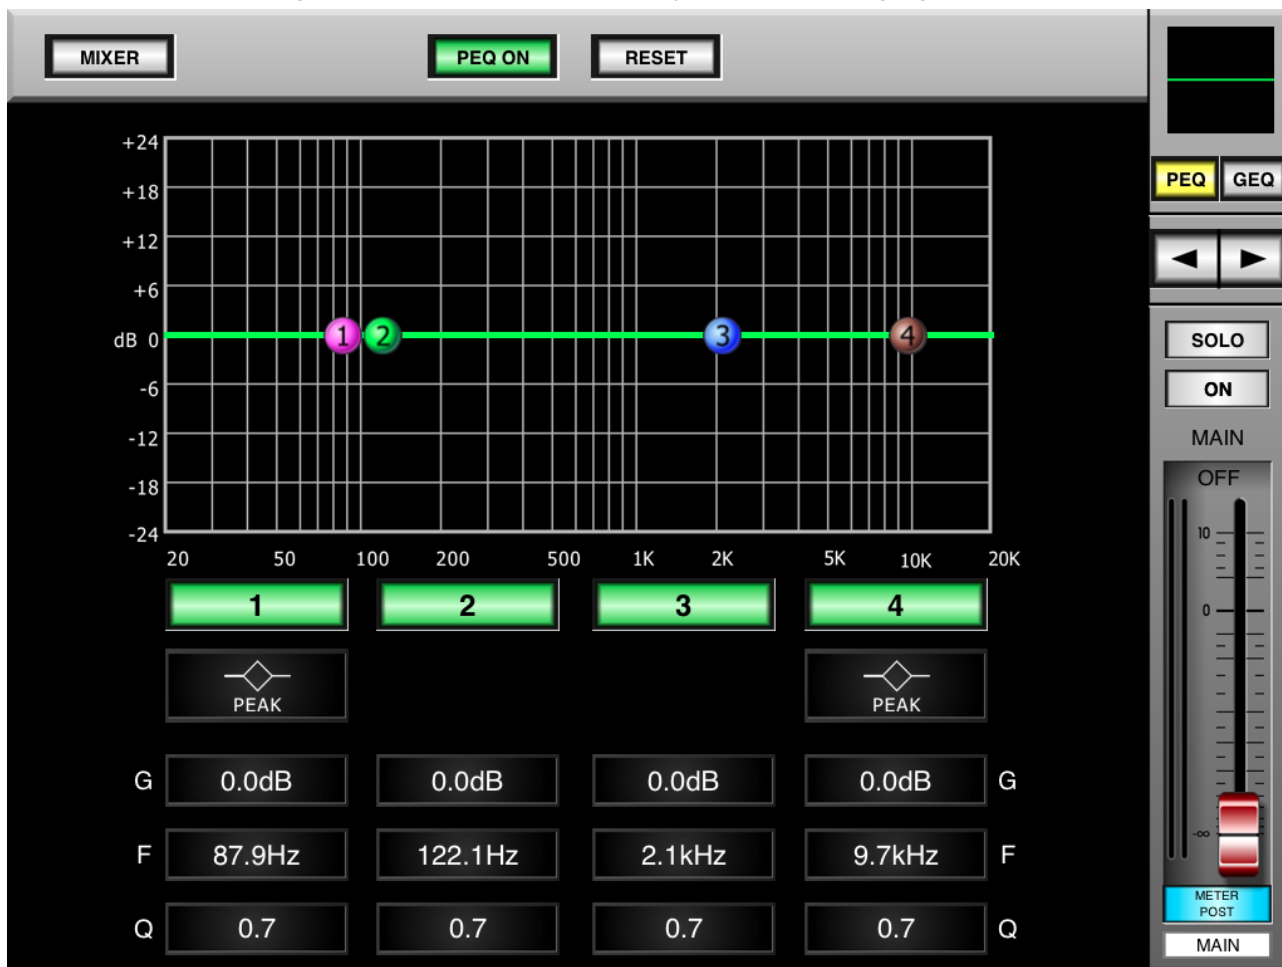 MIXER
PEQ ON
RESET
PEQ
GEQ
+24
+18
+12
+6
dB 0
-6
-12
-18
-24
1
2
3
4
20
50
100
200
500
1K
2K
5K
10K
20K
1
2
3
4
PEAK
PEAK
G 0.0dB 0.0dB 0.0dB 0.0dB G
F 87.9Hz 122.1Hz 2.1kHz 9.7kHz F
Q 0.7 0.7 0.7 0.7 Q
SOLO
ON
MAIN
OFF
10
0
-∞
METER
POST
MAIN